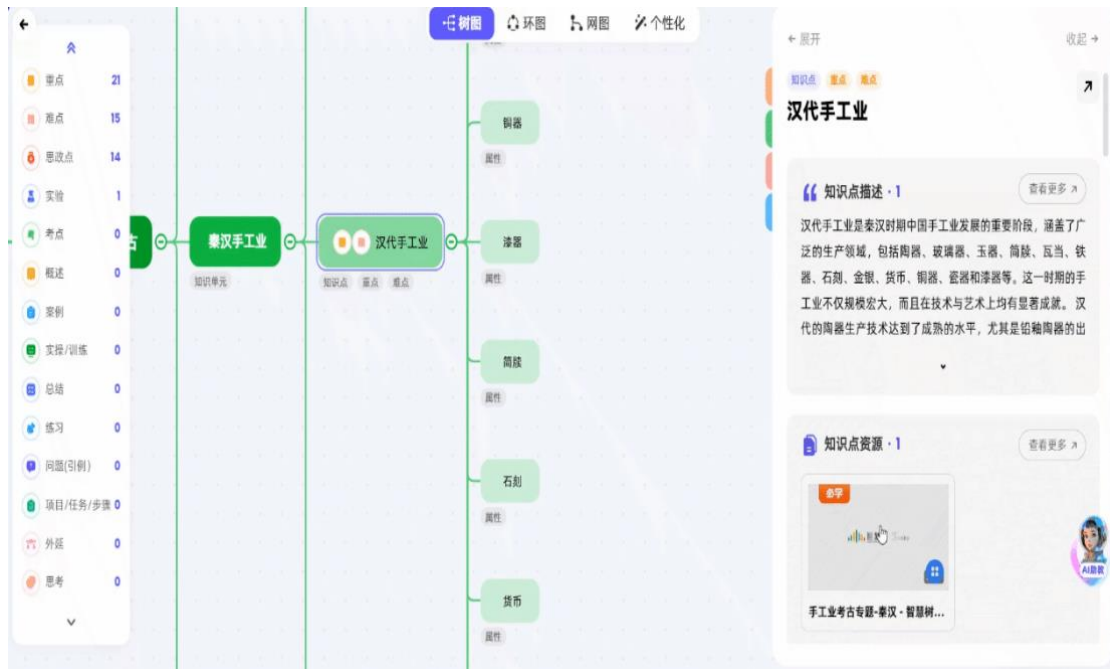 树图
环图
网图
个性化
重点 21
难点 15
思政点 14
实验 1
考点 0
概述 0
案例 0
实操/训练 0
总结 0
练习 0
问题(引例) 0
项目/任务/步骤 0
外延 0
思考 0
古
秦汉手工业
知识单元
汉代手工业
知识点 重点 难点
铜器
属性
漆器
属性
简牍
属性
石刻
属性
货币
属性
展开
收起
知识点 重点 难点
汉代手工业
知识点描述 · 1
查看更多
汉代手工业是秦汉时期中国手工业发展的重要阶段，涵盖了广
泛的生产领域，包括陶器、玻璃器、玉器、简牍、瓦当、铁
器、石刻、金银、货币、铜器、瓷器和漆器等。这一时期的手
工业不仅规模宏大，而且在技术与艺术上均有显著成就。 汉
代的陶器生产技术达到了成熟的水平，尤其是铅釉陶器的出
知识点资源 · 1
查看更多
必学
手工业考古专题-秦汉 - 智慧树...
AI助教